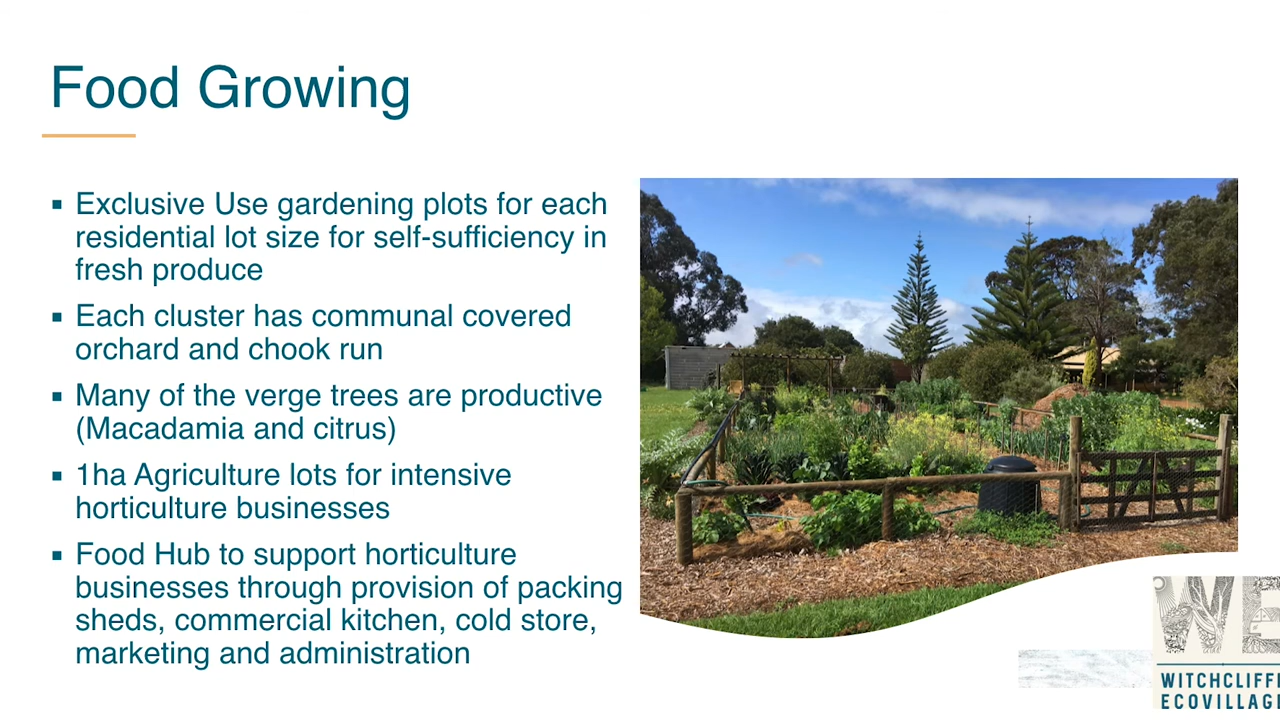 Food Growing
▪ Exclusive Use gardening plots for each
residential lot size for self-sufficiency in
fresh produce
▪ Each cluster has communal covered
orchard and chook run
▪ Many of the verge trees are productive
(Macadamia and citrus)
▪ 1ha Agriculture lots for intensive
horticulture businesses
▪ Food Hub to support horticulture
businesses through provision of packing
sheds, commercial kitchen, cold store,
marketing and administration
WE
WITCHCLIFFE
ECOVILLAGE